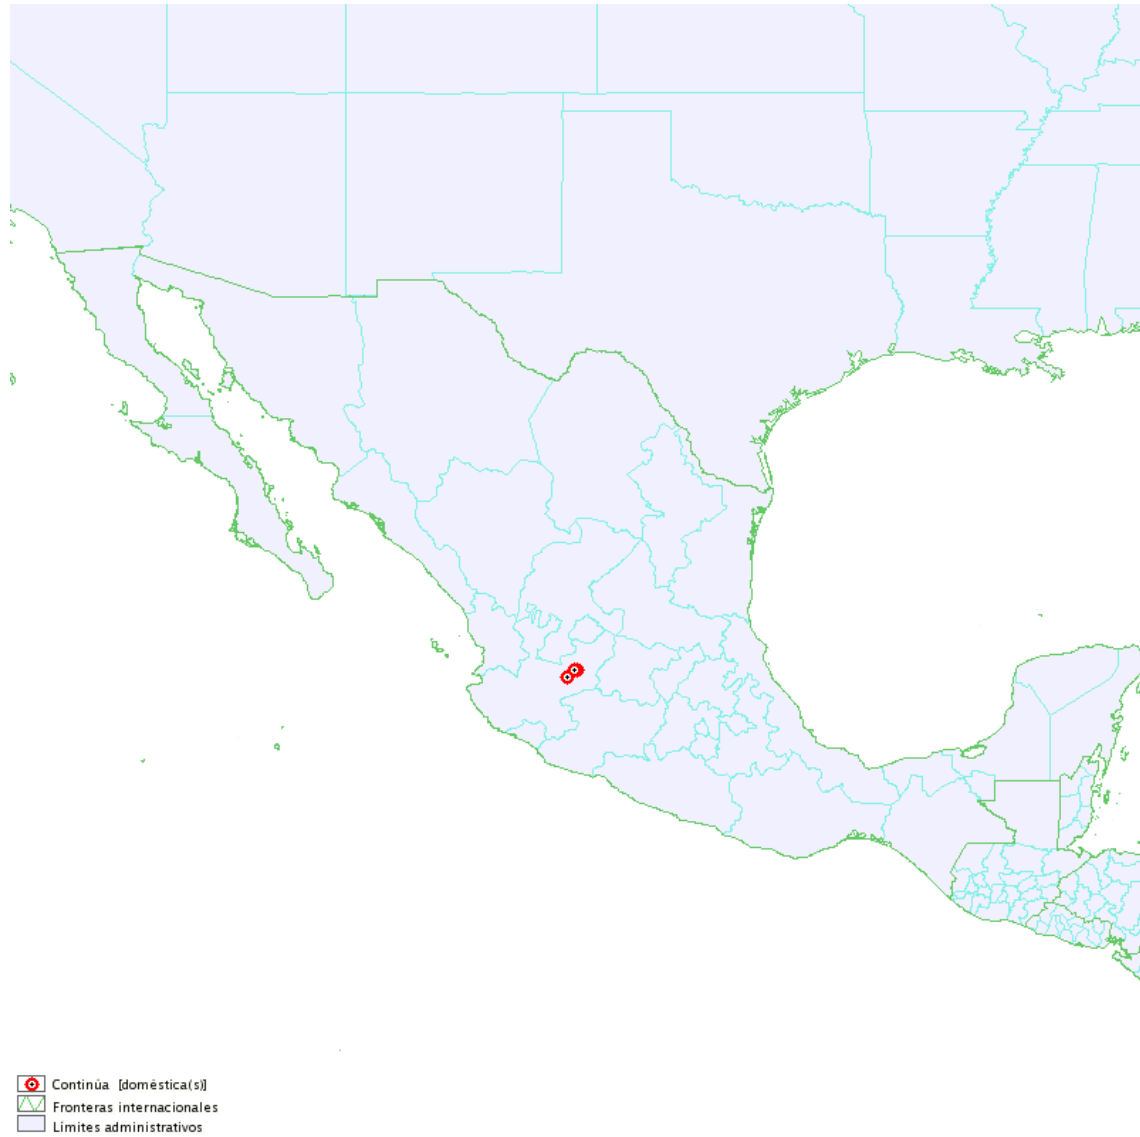 Continúa [doméstica(s)]
Fronteras internacionales
Límites administrativos